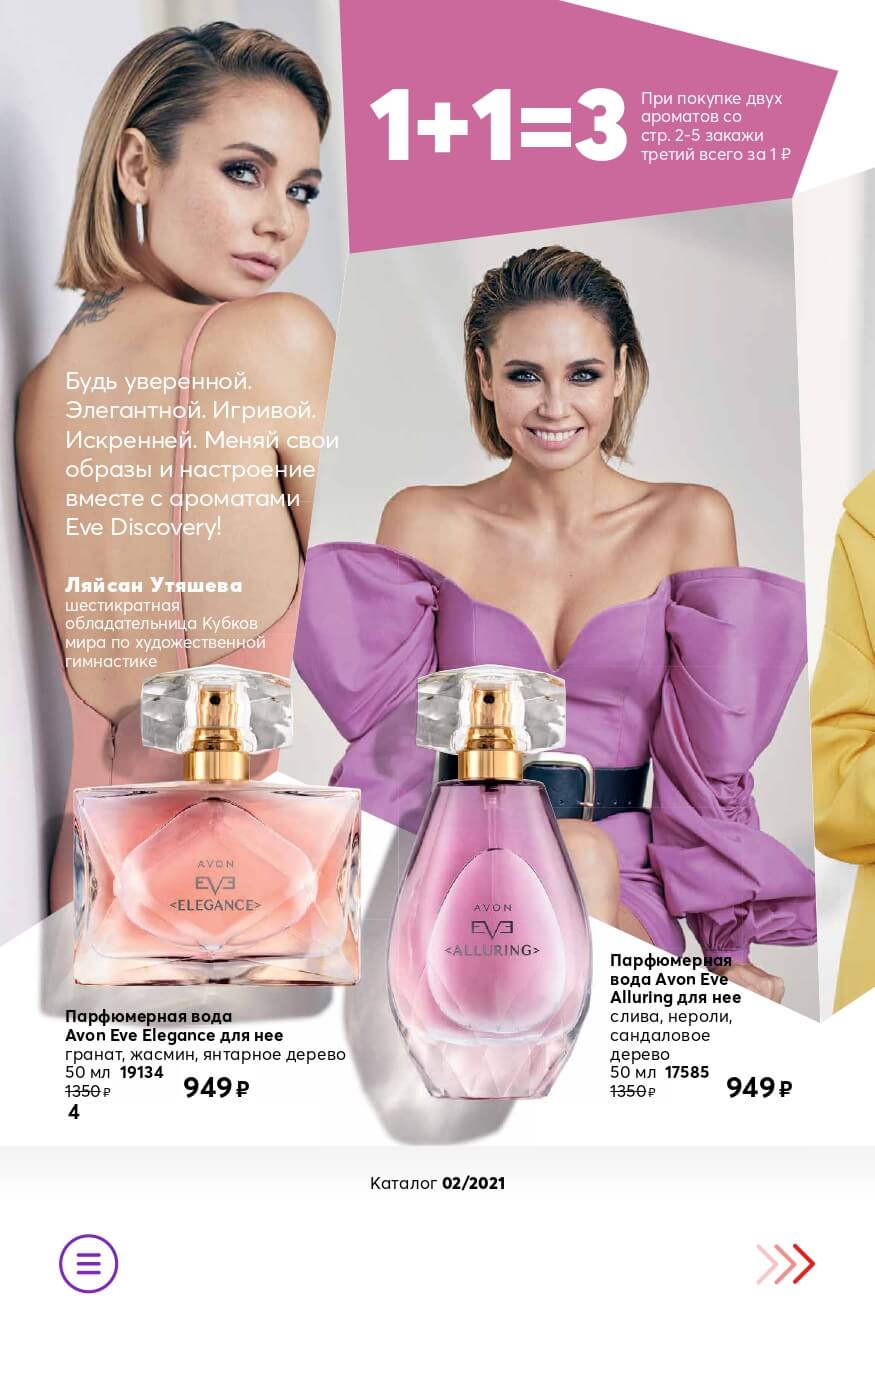 1+1=3
При покупке двух
ароматов со
стр. 2-5 закажи
третий всего за 1 ₽
Будь уверенной.
Элегантной. Игривой.
Искренней. Меняй свои
образы и настроение
вместе с ароматами
Eve Discovery!
Ляйсан Утяшева
шестикратная
обладательница Кубков
мира по художественной
гимнастике
AVON
EVE
<ELEGANCE>
AVON
EVE
<ALLURING>
Парфюмерная вода
Avon Eve Elegance для нее
гранат, жасмин, янтарное дерево
50 мл 19134
1350 ₽ 949 ₽
4
Парфюмерная
вода Avon Eve
Alluring для нее
слива, нероли,
сандаловое
дерево
50 мл 17585
1350 ₽ 949 ₽
Каталог 02/2021